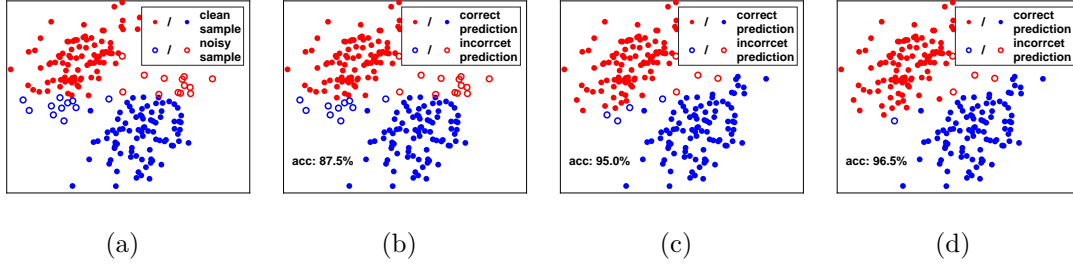 / clean sample
/ noisy sample
/ correct prediction
/ incorrcet prediction
acc: 87.5%
/ correct prediction
/ incorrcet prediction
acc: 95.0%
/ correct prediction
/ incorrcet prediction
acc: 96.5%
(a)
(b)
(c)
(d)